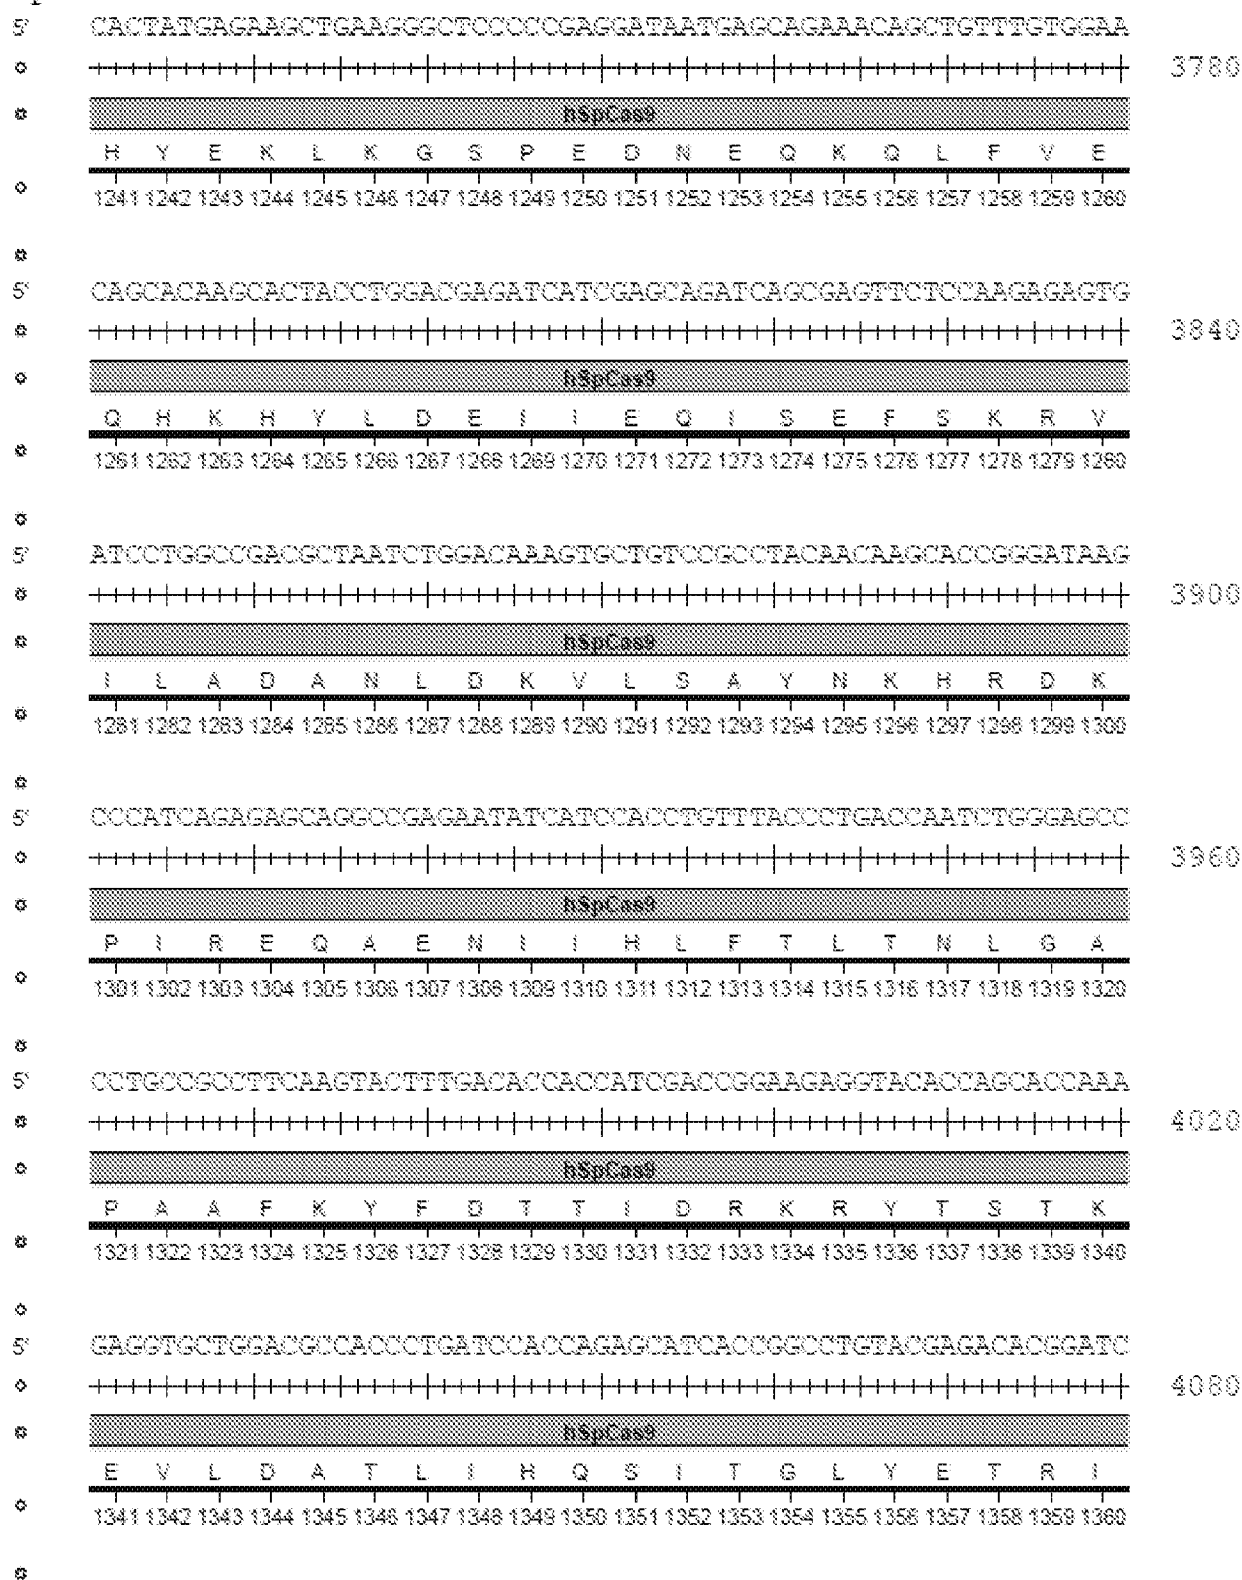 5' CACTATGAGAAGCTGAAGGGCTCCCCCGAGGATAATGAGCAGAAACAGCTGTTTGTGGAA
3780
hSpCas9
H Y E K L K G S P E D N E Q K Q L F V E
1241 1242 1243 1244 1245 1246 1247 1248 1249 1250 1251 1252 1253 1254 1255 1256 1257 1258 1259 1260
5' CAGCACAAGCACTACCTGGACGAGATCATCGAGCAGATCAGCGAGTTCTCCAAGAGAGTG
3840
hSpCas9
Q H K H Y L D E I I E Q I S E F S K R V
1261 1262 1263 1264 1265 1266 1267 1268 1269 1270 1271 1272 1273 1274 1275 1276 1277 1278 1279 1280
5' ATCCTGGCCGACGCTAATCTGGACAAAGTGCTGTCCGCCTACAACAAGCACCGGGATAAG
3900
hSpCas9
I L A D A N L D K V L S A Y N K H R D K
1281 1282 1283 1284 1285 1286 1287 1288 1289 1290 1291 1292 1293 1294 1295 1296 1297 1298 1299 1300
5' CCCATCAGAGAGCAGGCCGAGAATATCATCCACCTGTTTACCCTGACCAATCTGGGAGCC
3960
hSpCas9
P I R E Q A E N I I H L F T L T N L G A
1301 1302 1303 1304 1305 1306 1307 1308 1309 1310 1311 1312 1313 1314 1315 1316 1317 1318 1319 1320
5' CCTGCCGCCTTCAAGTACTTTGACACCACCATCGACCGGAAGAGGTACACCAGCACCAAA
4020
hSpCas9
P A A F K Y F D T T I D R K R Y T S T K
1321 1322 1323 1324 1325 1326 1327 1328 1329 1330 1331 1332 1333 1334 1335 1336 1337 1338 1339 1340
5' GAGGTGCTGGACGCCACCCTGATCCACCAGAGCATCACCGGCCTGTACGAGACACGGATC
4080
hSpCas9
E V L D A T L I H Q S I T G L Y E T R I
1341 1342 1343 1344 1345 1346 1347 1348 1349 1350 1351 1352 1353 1354 1355 1356 1357 1358 1359 1360